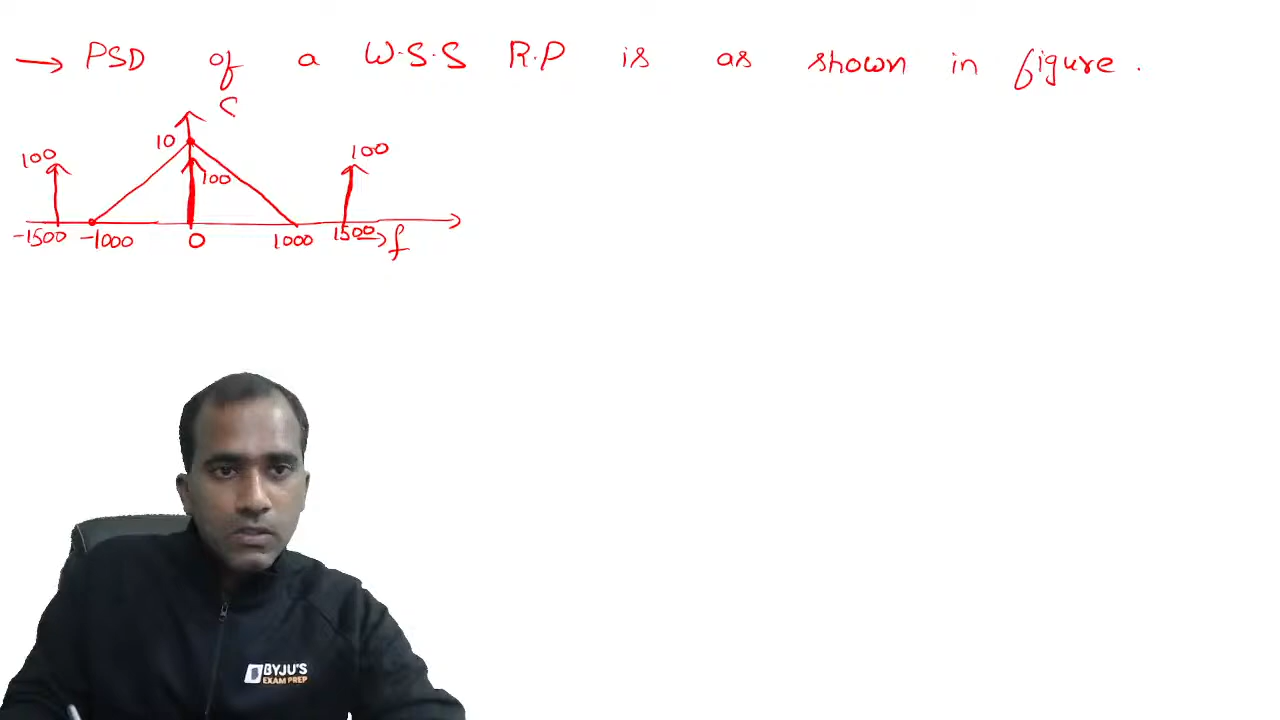 → PSD of a W.S.S R.P is as shown in figure .
S
10
100
100
100
-1500 -1000 0 1000 1500 → f
BYJU'S
EXAM PREP